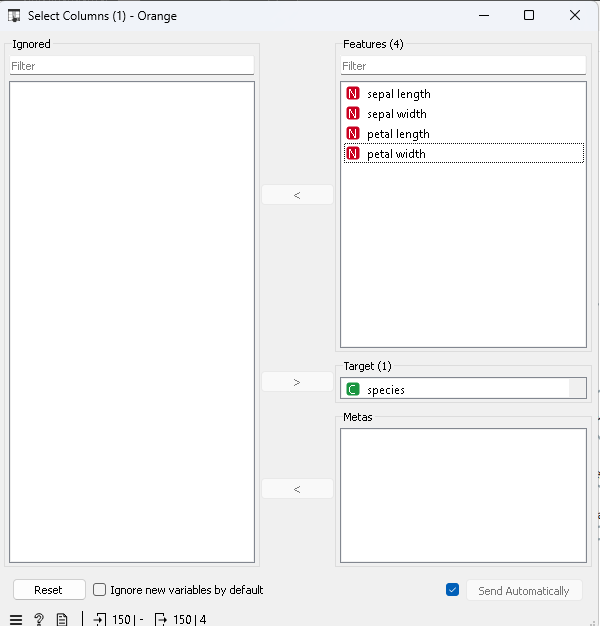 Select Columns (1) - Orange
Ignored
Filter
Features (4)
Filter
N sepal length
N sepal width
N petal length
N petal width
<
>
Target (1)
C species
Metas
<
Reset
Ignore new variables by default
Send Automatically
? 150 | - 150 | 4